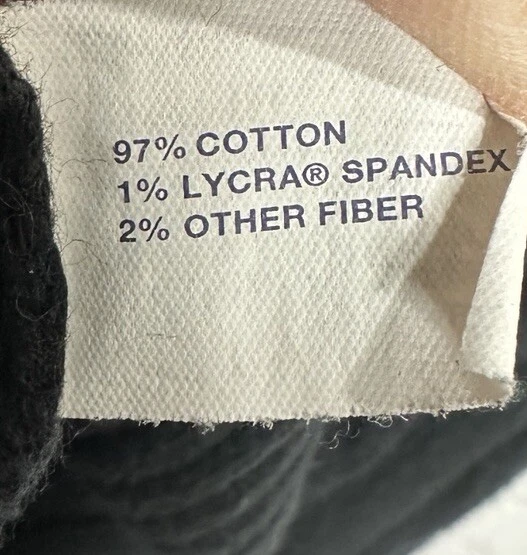 97% COTTON
1% LYCRA® SPANDEX
2% OTHER FIBER